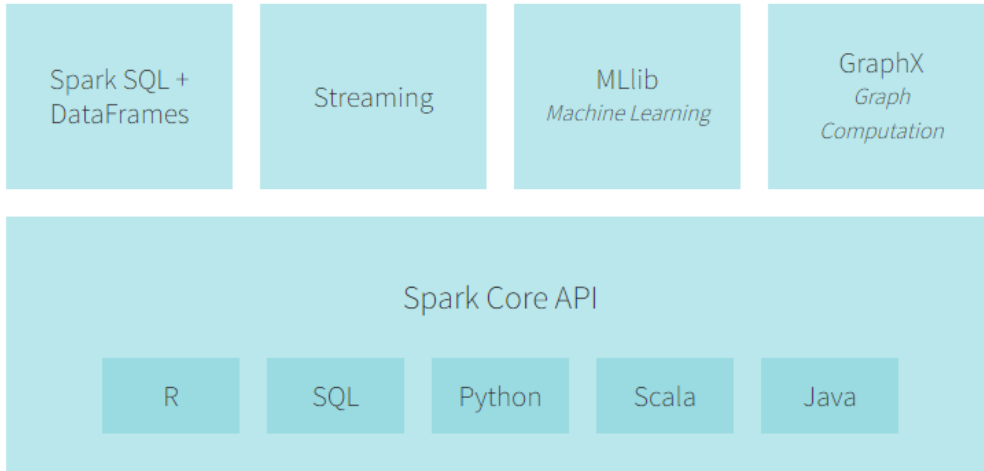 Spark SQL +
DataFrames
Streaming
MLlib
Machine Learning
GraphX
Graph
Computation
Spark Core API
R
SQL
Python
Scala
Java